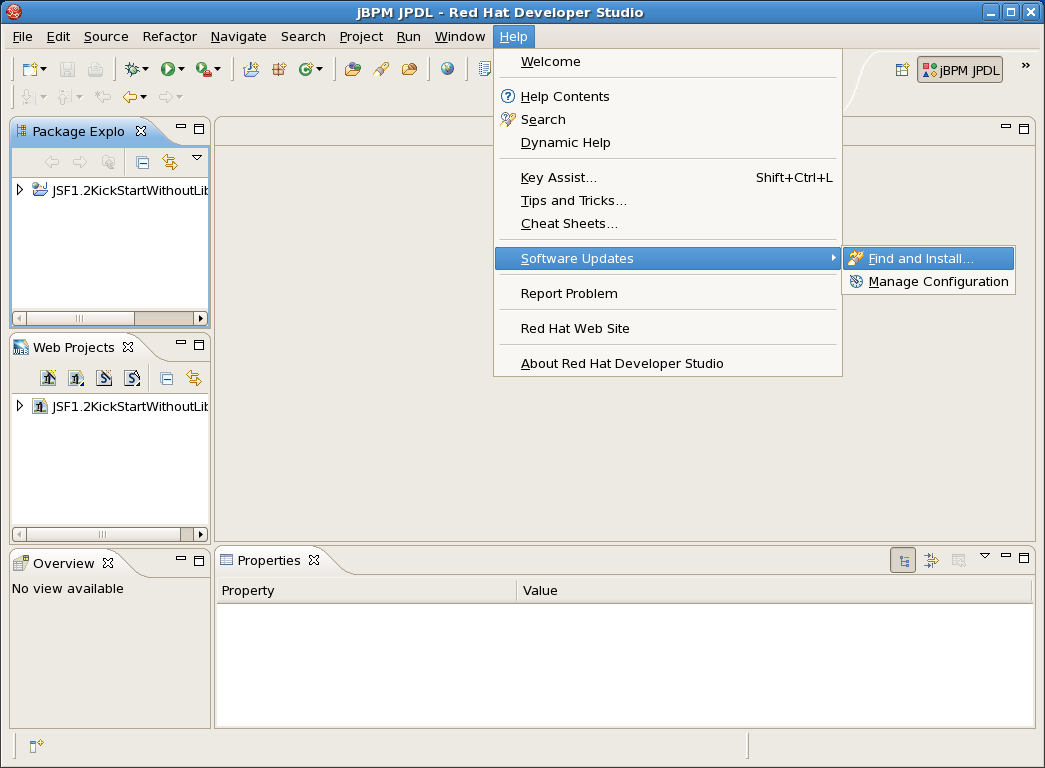 jBPM JPDL - Red Hat Developer Studio
File Edit Source Refactor Navigate Search Project Run Window Help
Welcome
Help Contents
Search
Dynamic Help
Key Assist... Shift+Ctrl+L
Tips and Tricks...
Cheat Sheets...
Software Updates
Find and Install...
Manage Configuration
Report Problem
Red Hat Web Site
About Red Hat Developer Studio
jBPM JPDL
»
Package Explo
JSF1.2KickStartWithoutLib
Web Projects
JSF1.2KickStartWithoutLib
Overview
No view available
Properties
Property Value